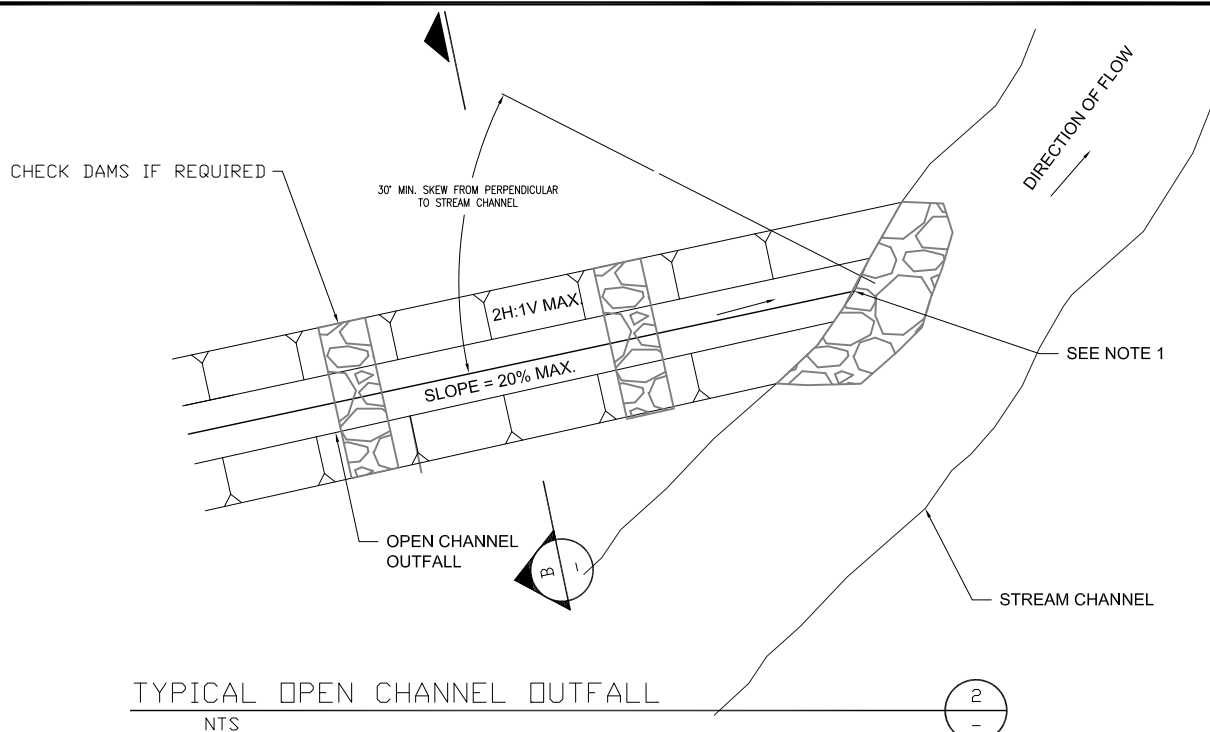 DIRECTION OF FLOW
CHECK DAMS IF REQUIRED
30° MIN. SKEW FROM PERPENDICULAR
TO STREAM CHANNEL
2H:1V MAX.
SEE NOTE 1
SLOPE = 20% MAX.
OPEN CHANNEL
OUTFALL
B
-
STREAM CHANNEL
TYPICAL OPEN CHANNEL OUTFALL
NTS
2
-